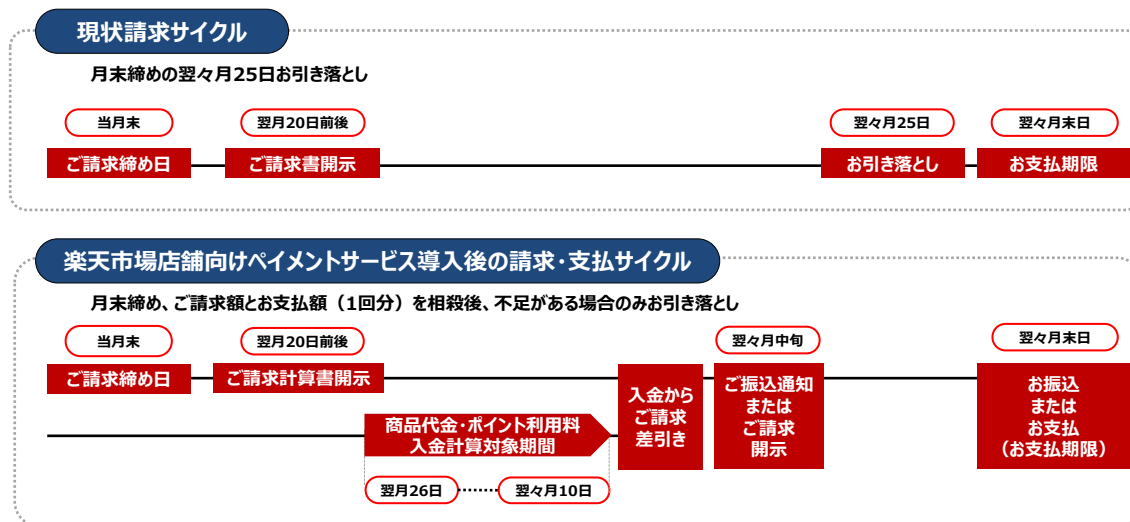 現状請求サイクル
月末締めの翌々月25日お引き落とし
当月末
翌月20日前後
翌々月25日
翌々月末日
ご請求締め日
ご請求書開示
お引き落とし
お支払期限
楽天市場店舗向けペイメントサービス導入後の請求・支払サイクル
月末締め、ご請求額とお支払額（1回分）を相殺後、不足がある場合のみお引き落とし
当月末
翌月20日前後
翌々月中旬
翌々月末日
ご請求締め日
ご請求計算書開示
入金から
ご請求
差引き
ご振込通知
または
ご請求
開示
お振込
または
お支払
（お支払期限）
商品代金・ポイント利用料
入金計算対象期間
翌月26日
翌々月10日